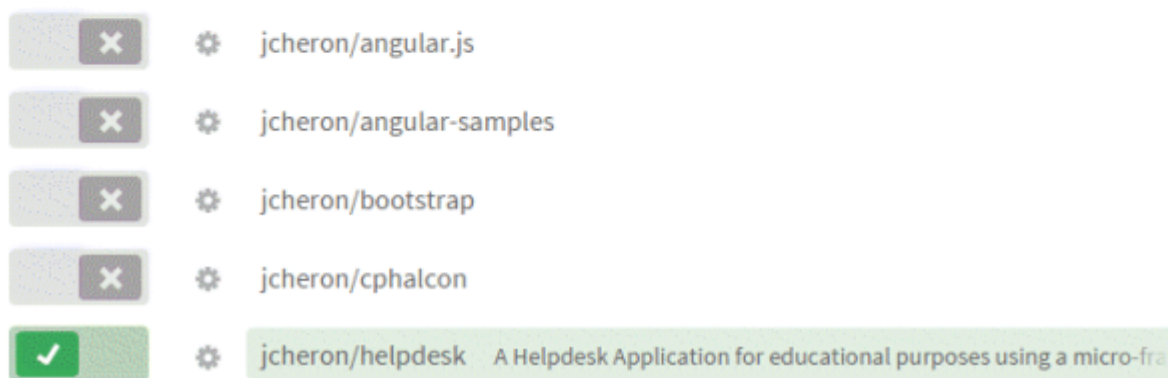 jcheron/angular.js
jcheron/angular-samples
jcheron/bootstrap
jcheron/cphalcon
jcheron/helpdesk A Helpdesk Application for educational purposes using a micro-fra